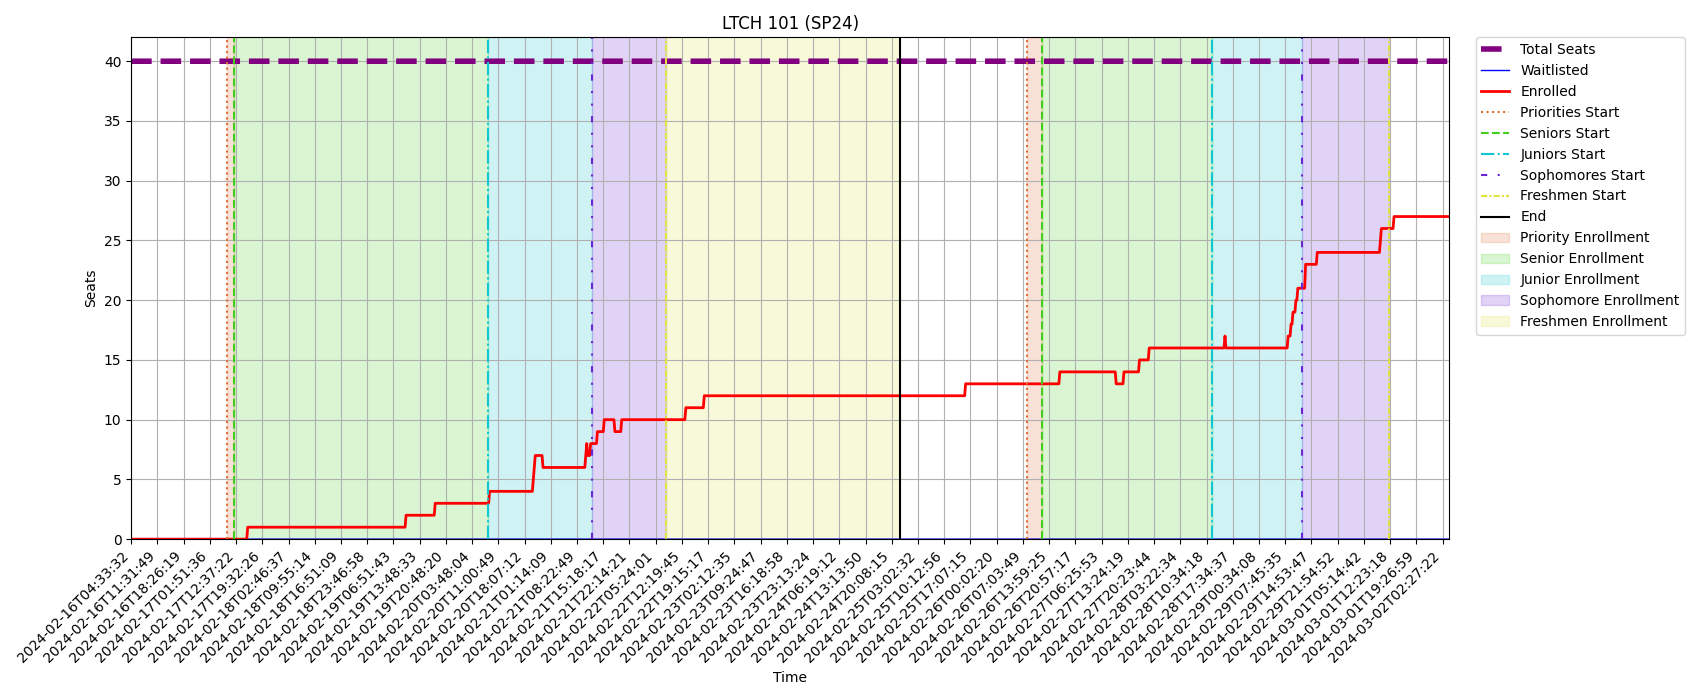 LTCH 101 (SP24)
Total Seats
Waitlisted
Enrolled
Priorities Start
Seniors Start
Juniors Start
Sophomores Start
Freshmen Start
End
Priority Enrollment
Senior Enrollment
Junior Enrollment
Sophomore Enrollment
Freshmen Enrollment
Seats
40
35
30
25
20
15
10
5
0
2024-02-16T04:33:32
2024-02-16T11:31:49
2024-02-16T18:26:19
2024-02-17T01:51:36
2024-02-17T12:37:22
2024-02-17T19:32:26
2024-02-18T02:46:37
2024-02-18T09:55:14
2024-02-18T16:51:09
2024-02-18T23:46:58
2024-02-19T06:51:43
2024-02-19T13:48:33
2024-02-19T20:48:20
2024-02-20T03:48:04
2024-02-20T11:00:49
2024-02-20T18:07:12
2024-02-21T01:14:09
2024-02-21T08:22:49
2024-02-21T15:18:17
2024-02-21T22:14:21
2024-02-22T05:24:01
2024-02-22T12:19:45
2024-02-22T19:15:17
2024-02-23T02:12:35
2024-02-23T09:24:47
2024-02-23T16:18:58
2024-02-23T23:13:24
2024-02-24T06:19:12
2024-02-24T13:13:50
2024-02-24T20:08:15
2024-02-25T03:02:32
2024-02-25T10:12:56
2024-02-25T17:07:15
2024-02-26T00:02:20
2024-02-26T07:03:49
2024-02-26T13:59:25
2024-02-26T20:57:17
2024-02-27T06:25:53
2024-02-27T13:24:19
2024-02-27T20:23:44
2024-02-28T03:22:34
2024-02-28T10:34:18
2024-02-28T17:34:37
2024-02-29T00:34:08
2024-02-29T07:45:35
2024-02-29T14:53:47
2024-02-29T21:54:52
2024-03-01T05:14:42
2024-03-01T12:23:18
2024-03-01T19:26:59
2024-03-02T02:27:22
Time